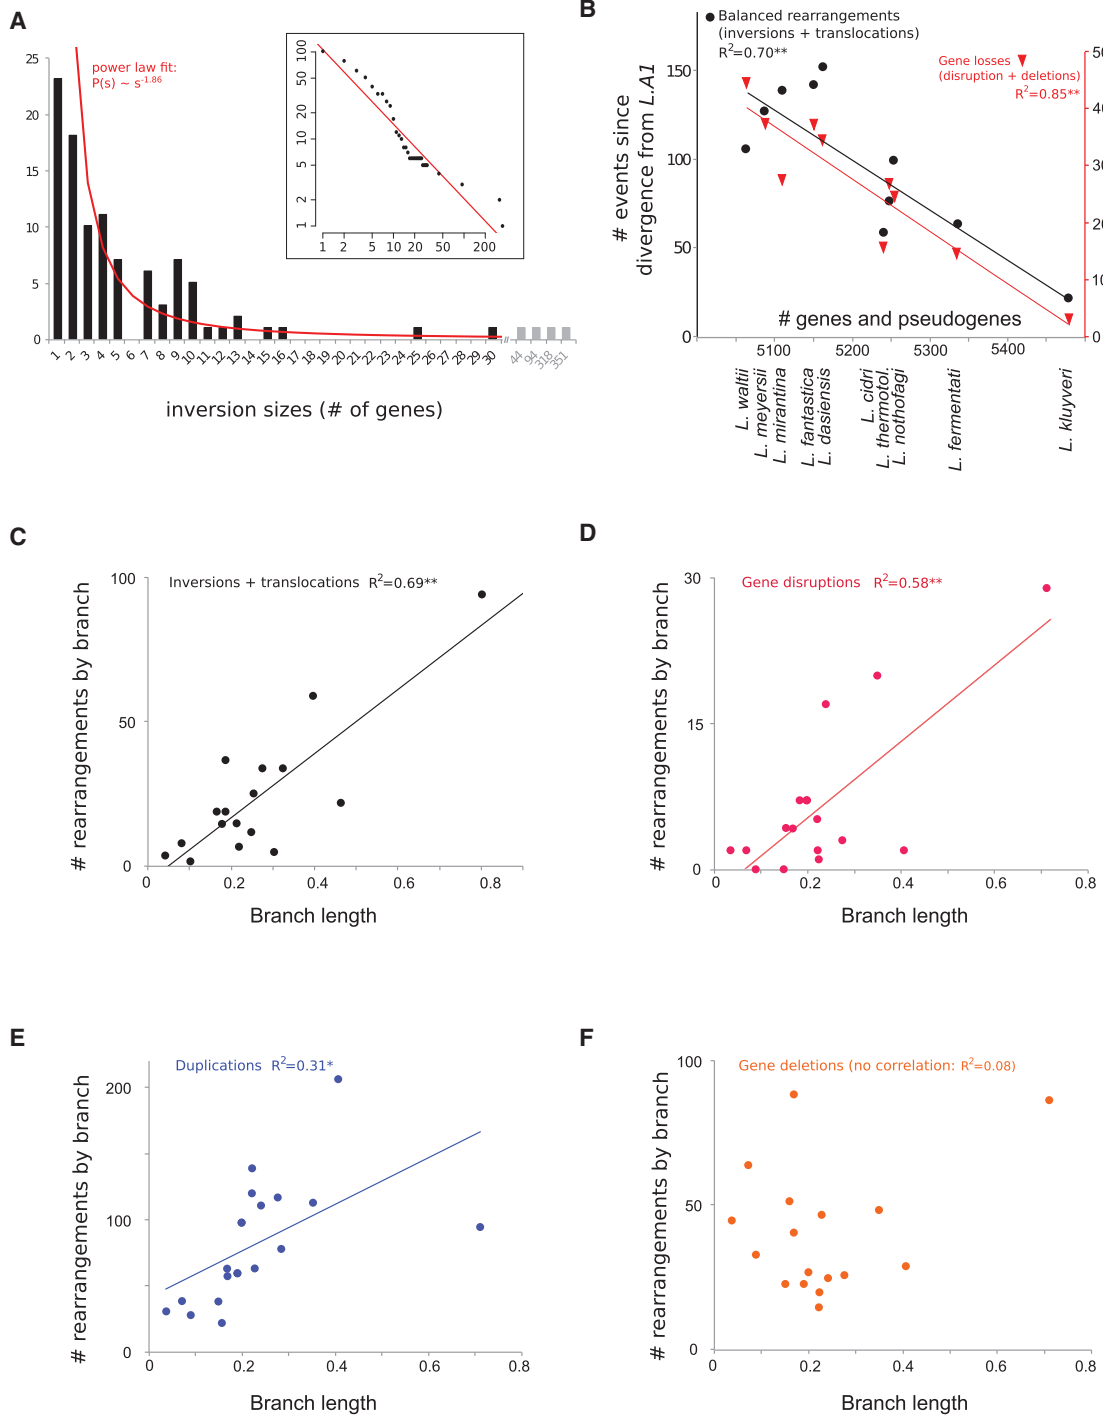 A
power law fit:
P(s) ~ s-1.86
25
20
15
10
5
0
1 2 3 4 5 6 7 8 9 10 11 12 13 14 15 16 17 18 19 20 21 22 23 24 25 26 27 28 29 30 // 44 94 318 351
inversion sizes (# of genes)
100
50
20
10
5
2
1
1 2 5 10 20 50 200
B
Balanced rearrangements
(inversions + translocations)
R2=0.70**
Gene losses
(disruption + deletions)
R2=0.85**
# events since
divergence from L.A1
150
100
50
0
50
40
30
20
10
0
# genes and pseudogenes
5100 5200 5300 5400
L. waltii
L. meyersii
L. mirantina
L. fantastica
L. dasiensis
L. cidri
L. thermotol.
L. nothofagi
L. fermentati
L. kluyveri
C
Inversions + translocations R2=0.69**
# rearrangements by branch
100
50
0
0 0.2 0.4 0.6 0.8
Branch length
D
Gene disruptions R2=0.58**
# rearrangements by branch
30
15
0
0 0.2 0.4 0.6 0.8
Branch length
E
Duplications R2=0.31*
# rearrangements by branch
200
100
0
0 0.2 0.4 0.6 0.8
Branch length
F
Gene deletions (no correlation: R2=0.08)
# rearrangements by branch
100
50
0
0 0.2 0.4 0.6 0.8
Branch length